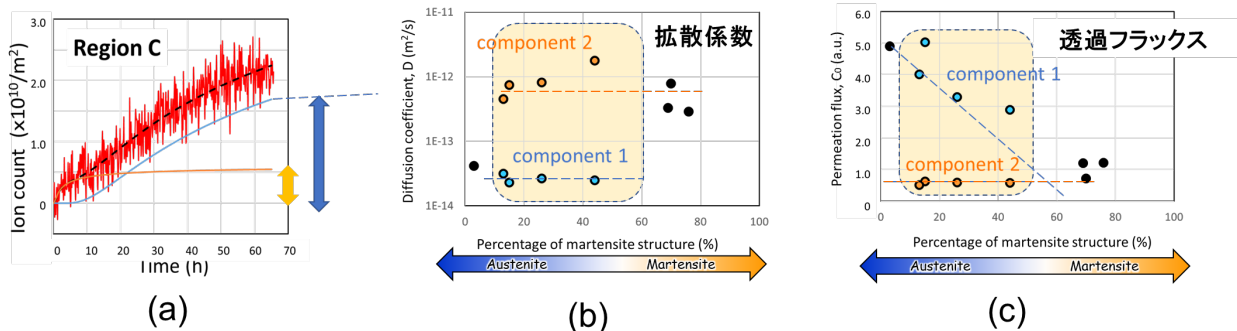 Region C
Ion count (×10¹⁰/m²)
3.0
2.0
1.0
0
0 10 20 30 40 50 60 70
Time (h)
(a)
拡散係数
component 2
component 1
Diffusion coefficient, D (m²/s)
1E-11
1E-12
1E-13
1E-14
0 20 40 60 80 100
Percentage of martensite structure (%)
Austenite Martensite
(b)
透過フラックス
component 1
component 2
Permeation flux, Co (a.u.)
6.0
5.0
4.0
3.0
2.0
1.0
0.0
0 20 40 60 80 100
Percentage of martensite structure (%)
Austenite Martensite
(c)